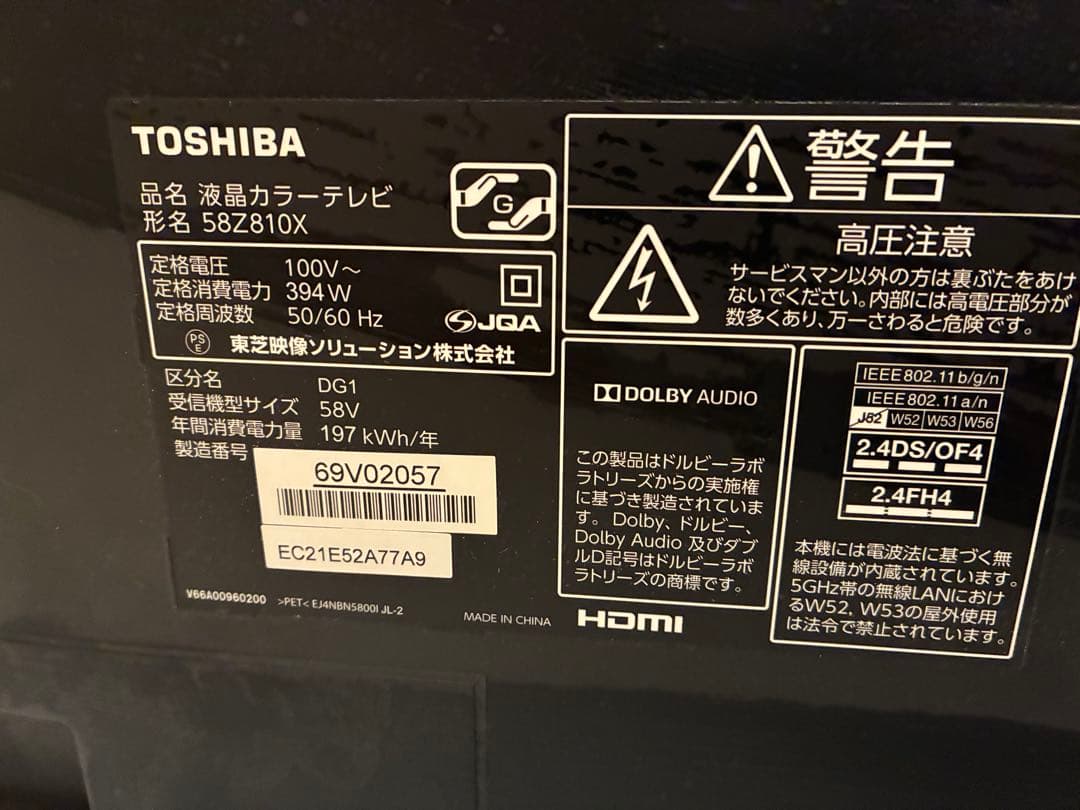 TOSHIBA
品名 液晶カラーテレビ
形名 58Z810X
G
定格電圧 100V～
定格消費電力 394W
定格周波数 50/60 Hz
JQA
PS
E
東芝映像ソリューション株式会社
区分名 DG1
受信機型サイズ 58V
年間消費電力量 197 kWh/年
製造番号
69V02057
EC21E52A77A9
V66A00960200 >PET< EJ4NBN5800I JL-2
MADE IN CHINA
警告
高圧注意
サービスマン以外の方は裏ぶたをあけ
ないでください。内部には高電圧部分が
数多くあり、万一さわると危険です。
DOLBY AUDIO
この製品はドルビーラボ
ラトリーズからの実施権
に基づき製造されていま
す。 Dolby、ドルビー、
Dolby Audio 及びダブ
ルD記号はドルビーラボ
ラトリーズの商標です。
HDMI
IEEE802.11b/g/n
IEEE802.11a/n
J52 W52 W53 W56
2.4DS/OF4
2.4FH4
本機には電波法に基づく無
線設備が内蔵されています。
5GHz帯の無線LANにおけ
るW52, W53の屋外使用
は法令で禁止されています。